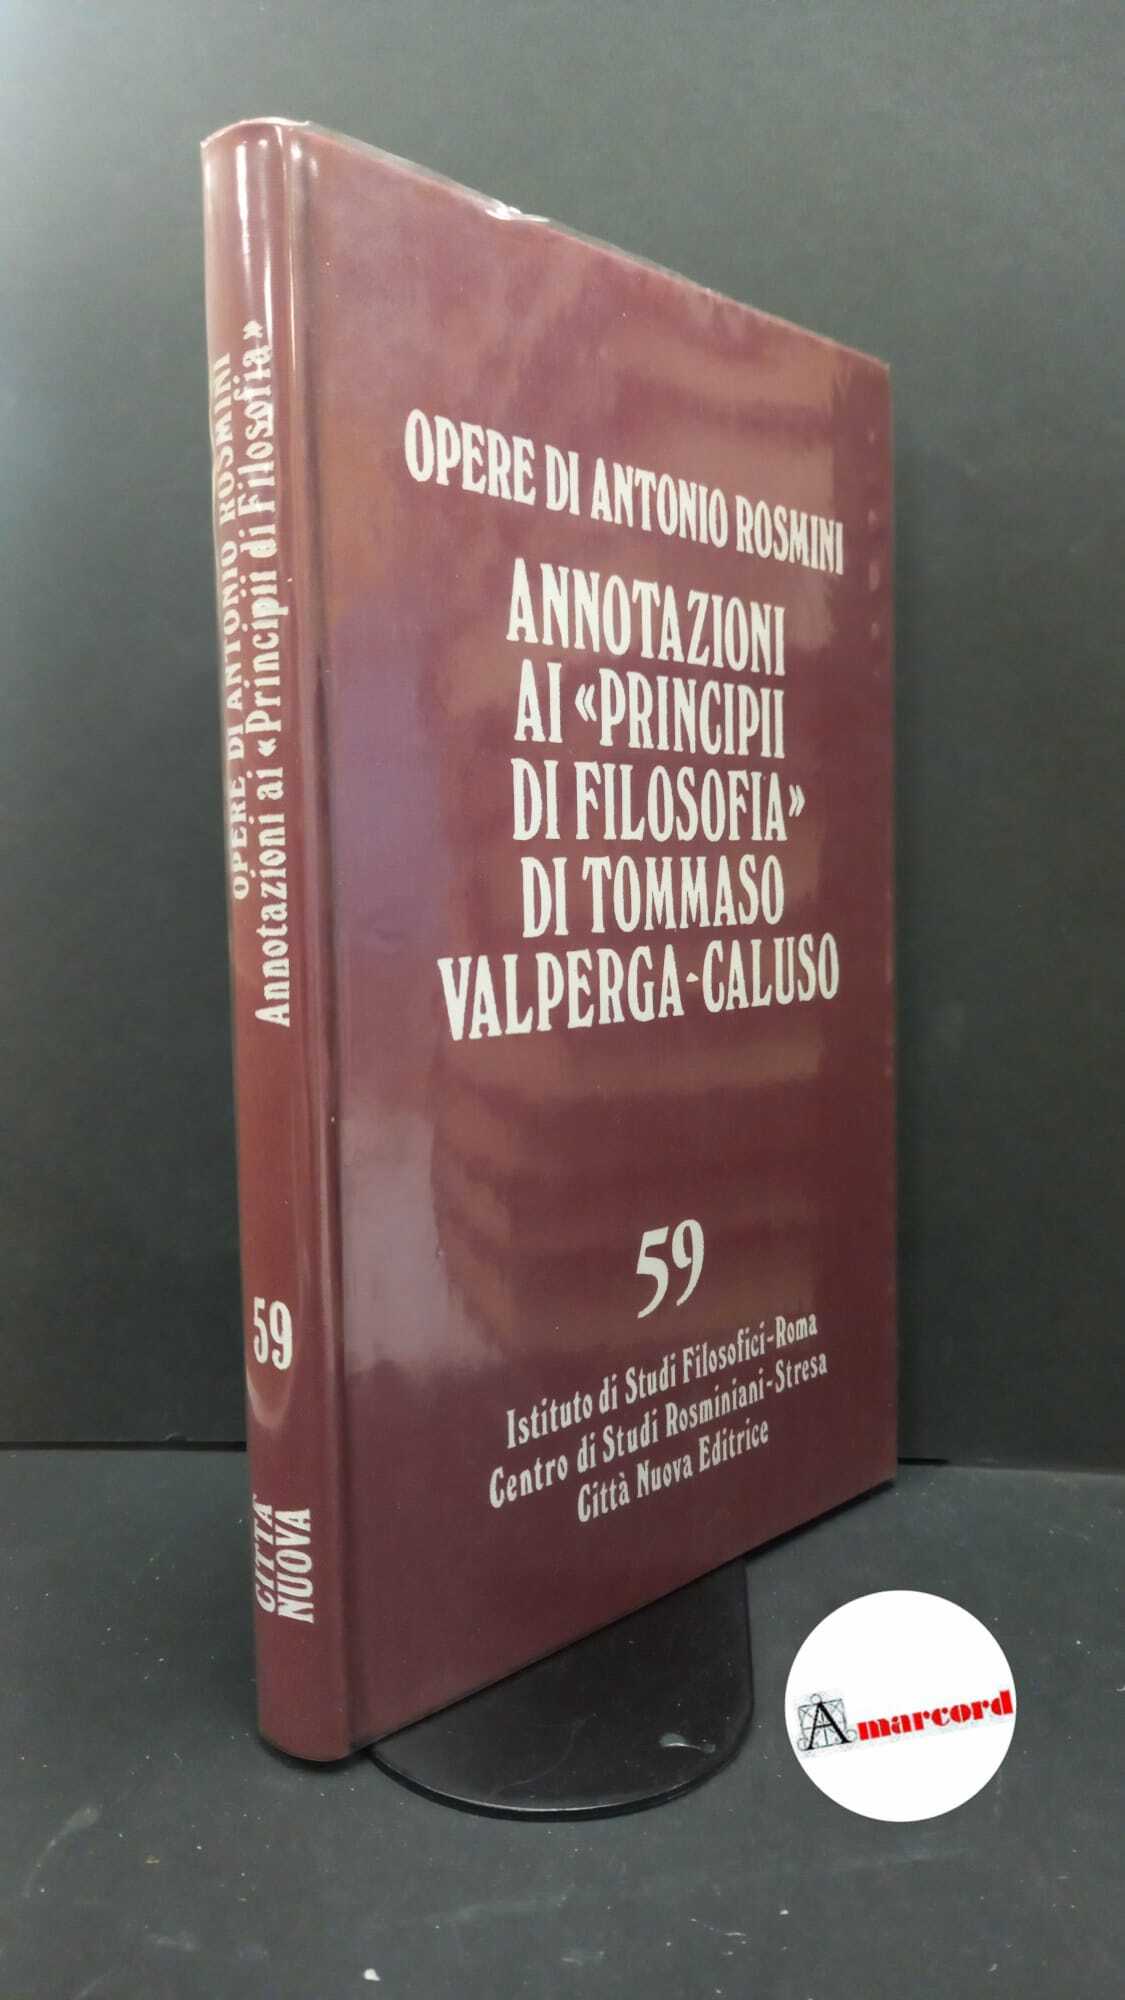 OPERE DI ANTONIO ROSMINI
Annotazioni ai «Principii di Filosofia»
59
CITTÀ
NUOVA
OPERE DI ANTONIO ROSMINI
ANNOTAZIONI
AI «PRINCIPII
DI FILOSOFIA»
DI TOMMASO
VALPERGA-CALUSO
59
Istituto di Studi Filosofici-Roma
Centro di Studi Rosminiani-Stresa
Città Nuova Editrice
Amarcord